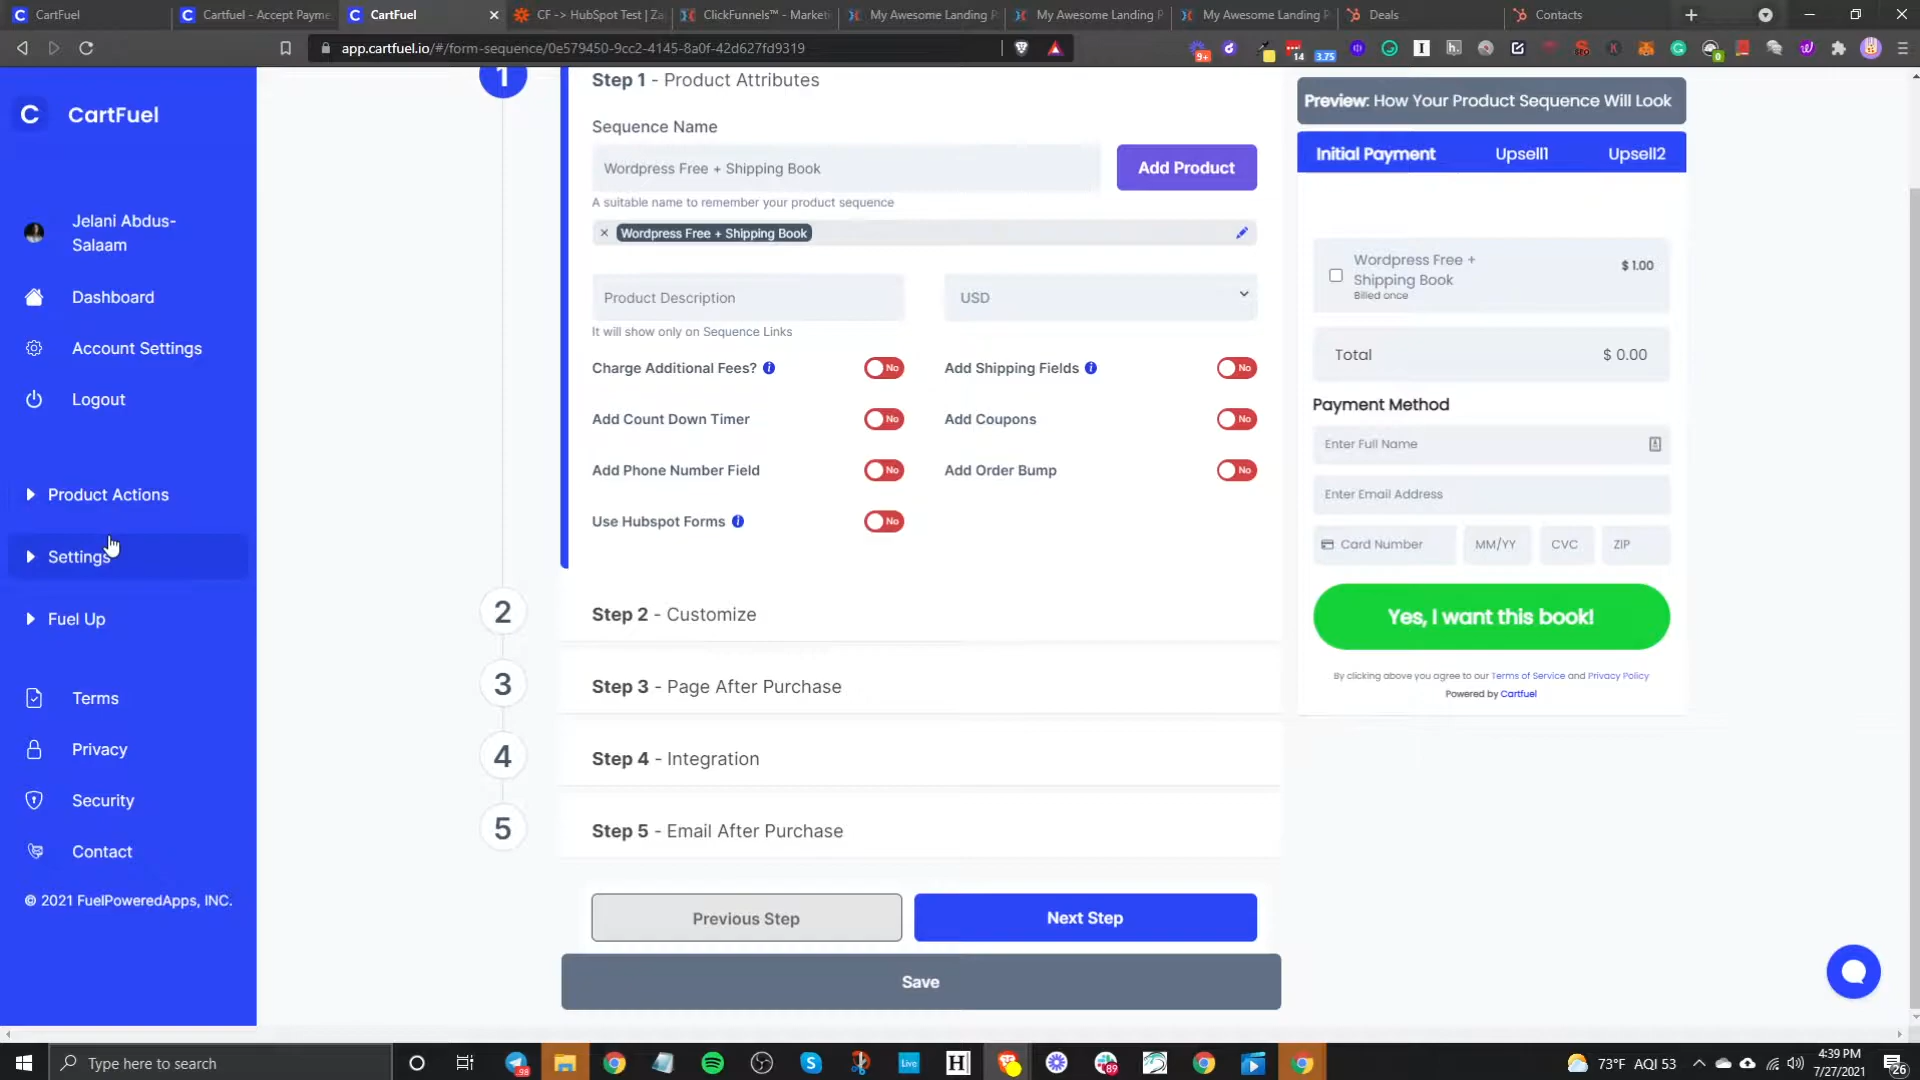 CartFuel
Cartfuel - Accept Payme
CartFuel
CF -> HubSpot Test | Za
ClickFunnels™ - Market
My Awesome Landing P
My Awesome Landing P
My Awesome Landing P
Deals
Contacts
app.cartfuel.io/#/form-sequence/0e579450-9cc2-4145-8a0f-42d627fd9319
9+
14
3.75
0
C CartFuel
Jelani Abdus-
Salaam
Dashboard
Account Settings
Logout
Product Actions
Settings
Fuel Up
Terms
Privacy
Security
Contact
© 2021 FuelPoweredApps, INC.
1
Step 1 - Product Attributes
Sequence Name
Wordpress Free + Shipping Book
Add Product
A suitable name to remember your product sequence
× Wordpress Free + Shipping Book
Product Description
USD
It will show only on Sequence Links
Charge Additional Fees?
No
Add Shipping Fields
No
Add Count Down Timer
No
Add Coupons
No
Add Phone Number Field
No
Add Order Bump
No
Use Hubspot Forms
No
2
Step 2 - Customize
3
Step 3 - Page After Purchase
4
Step 4 - Integration
5
Step 5 - Email After Purchase
Previous Step
Next Step
Save
Preview: How Your Product Sequence Will Look
Initial Payment
Upsell1
Upsell2
Wordpress Free +
Shipping Book
Billed once
$ 1.00
Total
$ 0.00
Payment Method
Enter Full Name
Enter Email Address
Card Number
MM/YY
CVC
ZIP
Yes, I want this book!
By clicking above you agree to our Terms of Service and Privacy Policy
Powered by Cartfuel
Type here to search
98
Live
H
89
73°F AQI 53
4:39 PM
7/27/2021
26